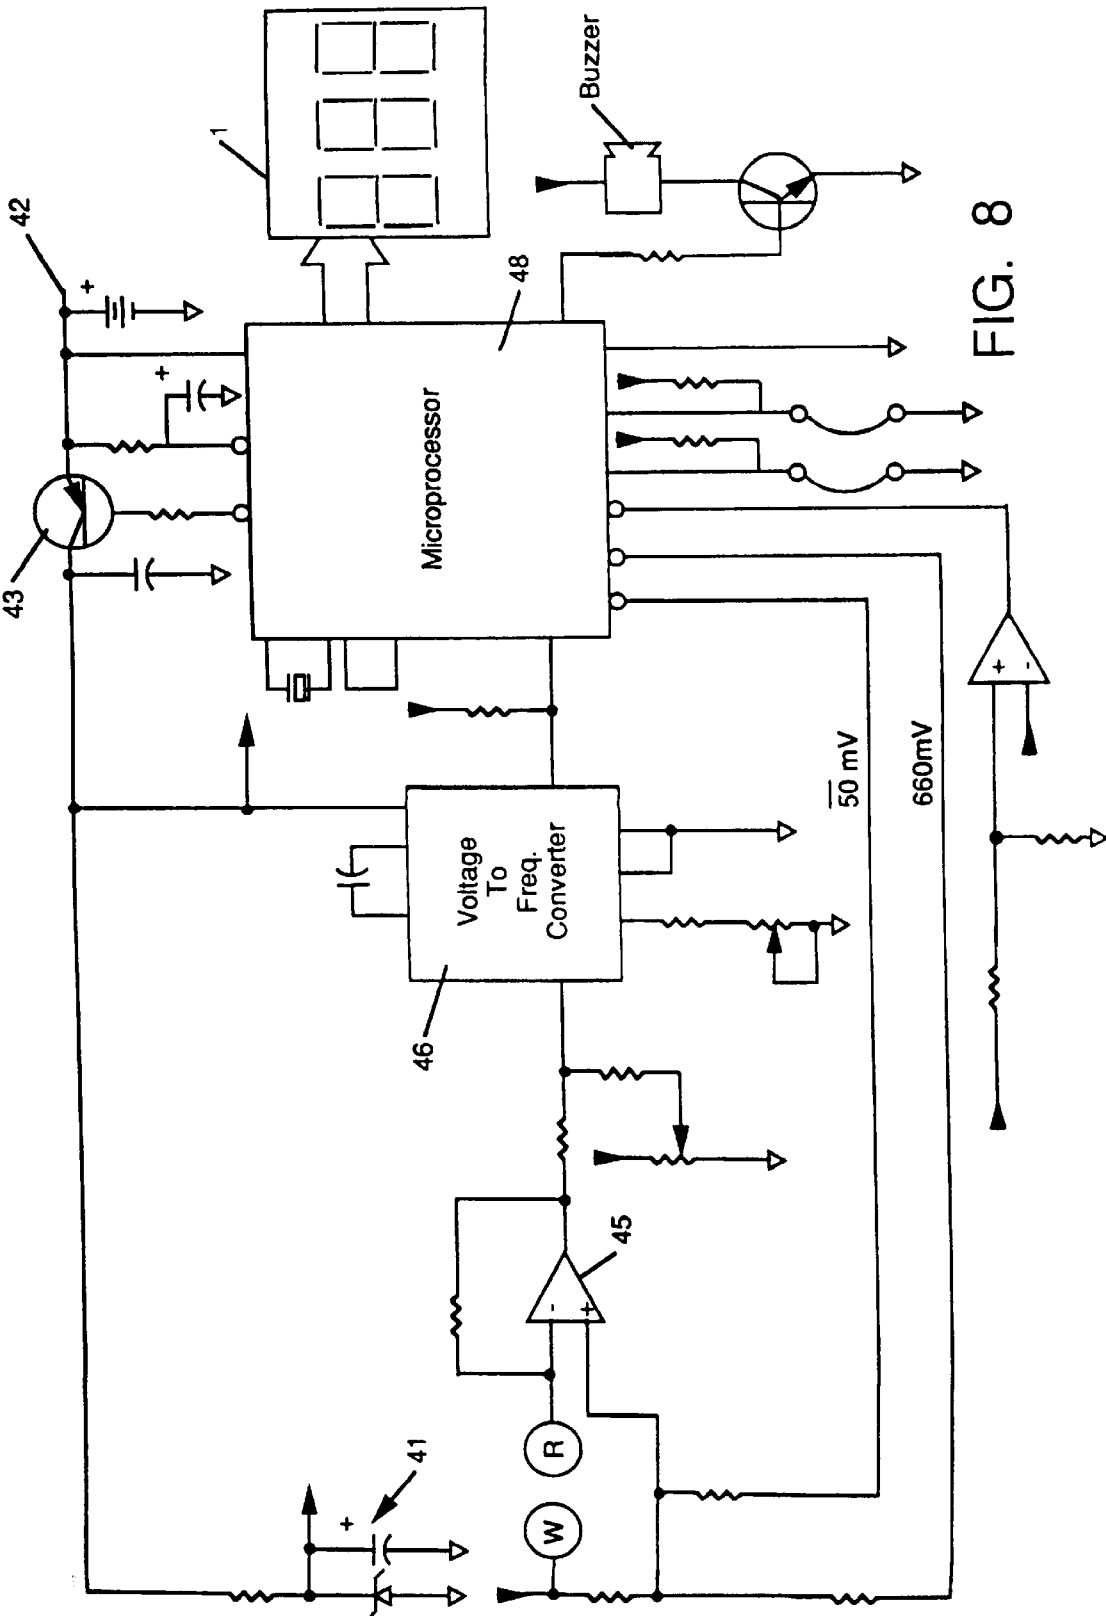 42
43
1
Buzzer
48
Microprocessor
FIG. 8
+
+
Voltage
To
Freq.
Converter
46
50 mV
660mV
+
-
45
-
+
R
W
41
+